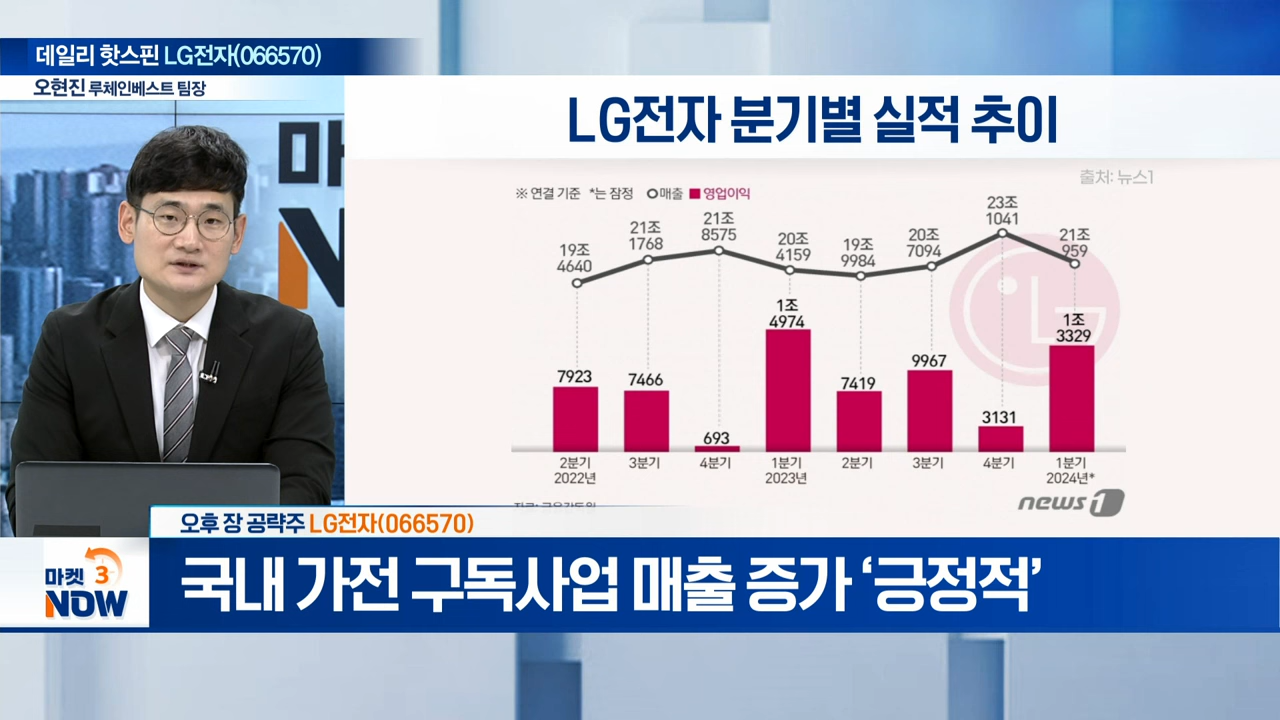 데일리 핫스핀 LG전자(066570)
오현진 루체인베스트 팀장
LG전자 분기별 실적 추이
출처: 뉴스1
※ 연결 기준 *는 잠정 매출 영업이익
19조
4640
21조
1768
21조
8575
20조
4159
19조
9984
20조
7094
23조
1041
21조
959
7923
7466
693
1조
4974
7419
9967
3131
1조
3329
2분기
2022년
3분기
4분기
1분기
2023년
2분기
3분기
4분기
1분기
2024년*
news1
오후 장 공략주 LG전자(066570)
마켓 3
NOW
국내 가전 구독사업 매출 증가 ‘긍정적’